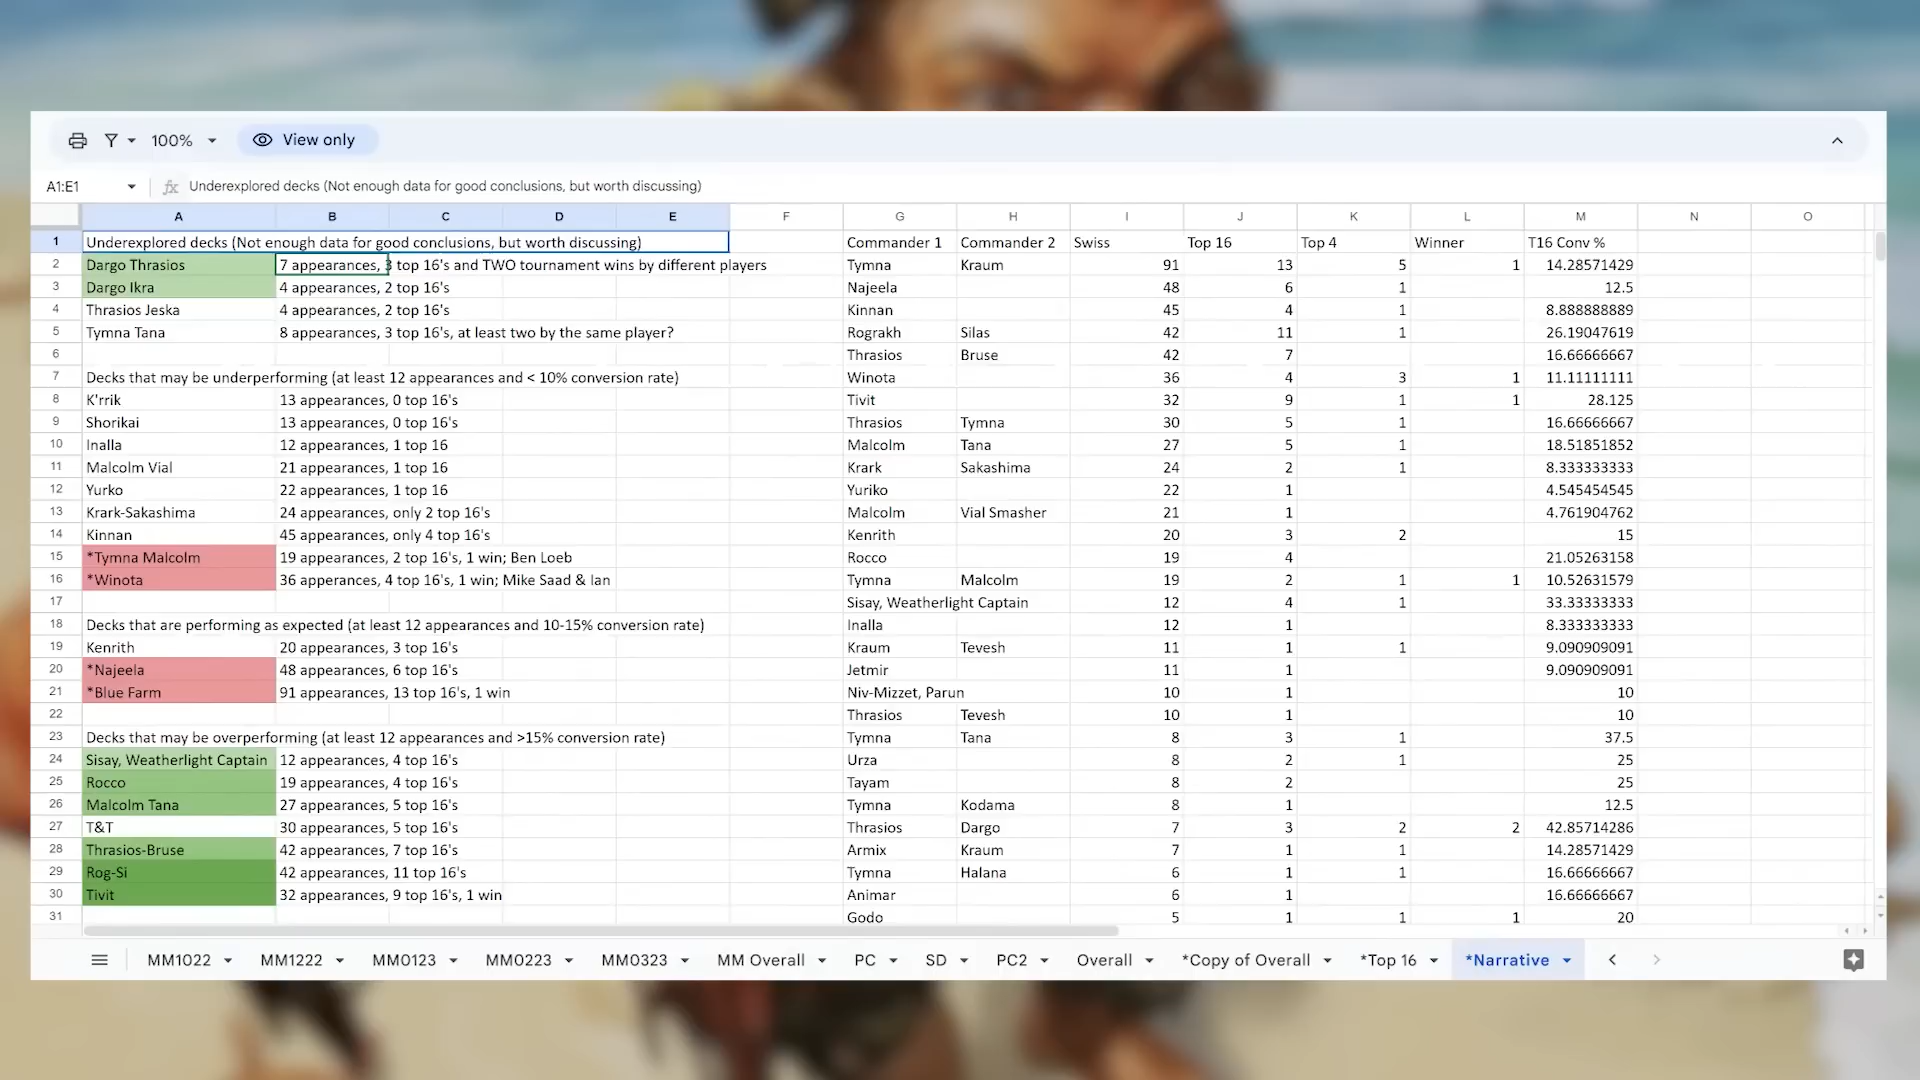 100% View only
A1:E1 fx Underexplored decks (Not enough data for good conclusions, but worth discussing)
A B C D E F G H I J K L M N O
1 Underexplored decks (Not enough data for good conclusions, but worth discussing) Commander 1 Commander 2 Swiss Top 16 Top 4 Winner T16 Conv %
2 Dargo Thrasios 7 appearances, 3 top 16's and TWO tournament wins by different players Tymna Kraum 91 13 5 1 14.28571429
3 Dargo Ikra 4 appearances, 2 top 16's Najeela 48 6 1 12.5
4 Thrasios Jeska 4 appearances, 2 top 16's Kinnan 45 4 1 8.888888889
5 Tymna Tana 8 appearances, 3 top 16's, at least two by the same player? Rograkh Silas 42 11 1 26.19047619
6 Thrasios Bruse 42 7 16.66666667
7 Decks that may be underperforming (at least 12 appearances and < 10% conversion rate) Winota 36 4 3 1 11.11111111
8 K'rrik 13 appearances, 0 top 16's Tivit 32 9 1 1 28.125
9 Shorikai 13 appearances, 0 top 16's Thrasios Tymna 30 5 1 16.66666667
10 Inalla 12 appearances, 1 top 16 Malcolm Tana 27 5 1 18.51851852
11 Malcolm Vial 21 appearances, 1 top 16 Krark Sakashima 24 2 1 8.333333333
12 Yurko 22 appearances, 1 top 16 Yuriko 22 1 4.545454545
13 Krark-Sakashima 24 appearances, only 2 top 16's Malcolm Vial Smasher 21 1 4.761904762
14 Kinnan 45 appearances, only 4 top 16's Kenrith 20 3 2 15
15 *Tymna Malcolm 19 appearances, 2 top 16's, 1 win; Ben Loeb Rocco 19 4 21.05263158
16 *Winota 36 apperances, 4 top 16's, 1 win; Mike Saad & Ian Tymna Malcolm 19 2 1 1 10.52631579
17 Sisay, Weatherlight Captain 12 4 1 33.33333333
18 Decks that are performing as expected (at least 12 appearances and 10-15% conversion rate) Inalla 12 1 8.333333333
19 Kenrith 20 appearances, 3 top 16's Kraum Tevesh 11 1 1 9.090909091
20 *Najeela 48 appearances, 6 top 16's Jetmir 11 1 9.090909091
21 *Blue Farm 91 appearances, 13 top 16's, 1 win Niv-Mizzet, Parun 10 1 10
22 Thrasios Tevesh 10 1 10
23 Decks that may be overperforming (at least 12 appearances and >15% conversion rate) Tymna Tana 8 3 1 37.5
24 Sisay, Weatherlight Captain 12 appearances, 4 top 16's Urza 8 2 1 25
25 Rocco 19 appearances, 4 top 16's Tayam 8 2 25
26 Malcolm Tana 27 appearances, 5 top 16's Tymna Kodama 8 1 12.5
27 T&T 30 appearances, 5 top 16's Thrasios Dargo 7 3 2 2 42.85714286
28 Thrasios-Bruse 42 appearances, 7 top 16's Armix Kraum 7 1 1 14.28571429
29 Rog-Si 42 appearances, 11 top 16's Tymna Halana 6 1 1 16.66666667
30 Tivit 32 appearances, 9 top 16's, 1 win Animar 6 1 16.66666667
31 Godo 5 1 1 1 20
MM1022 MM1222 MM0123 MM0223 MM0323 MM Overall PC SD PC2 Overall *Copy of Overall *Top 16 *Narrative